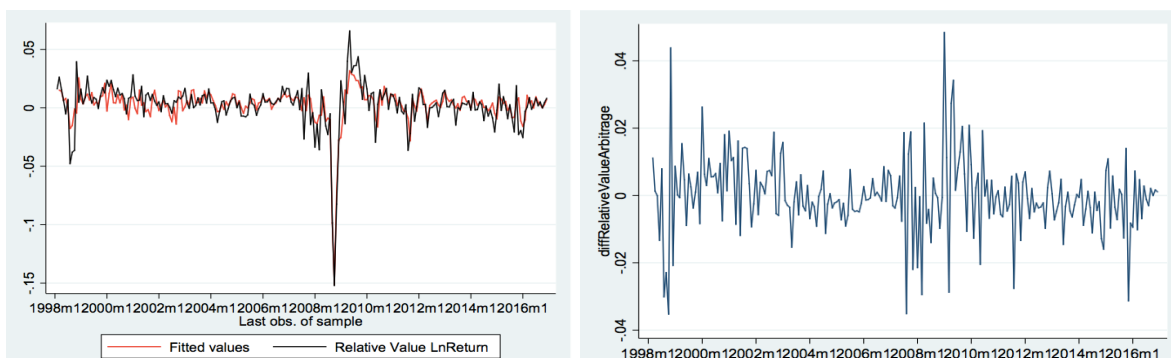 .05
0
-.05
-.1
-.15
1998m12000m12002m12004m12006m12008m12010m12012m12014m12016m1
Last obs. of sample
Fitted values
Relative Value LnReturn
diffRelativeValueArbitrage
.04
.02
0
-.02
-.04
1998m12000m12002m12004m12006m12008m12010m12012m12014m12016m1